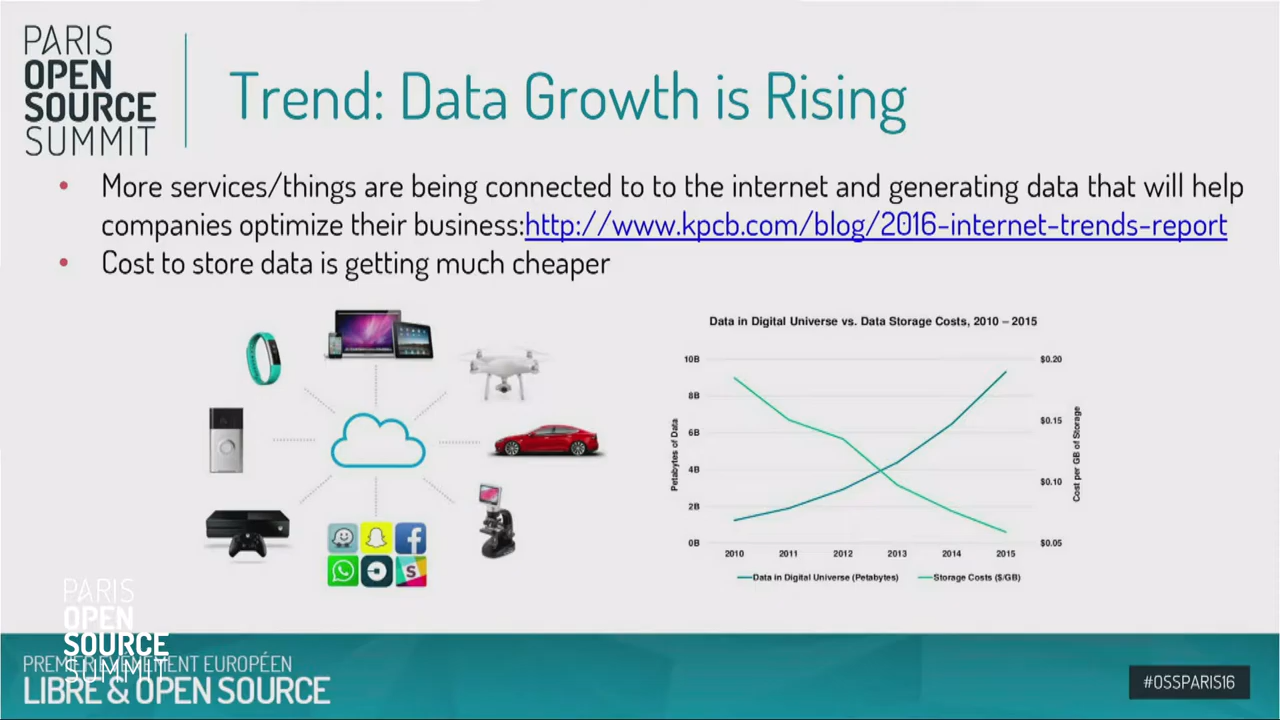 PARIS
OPEN
SOURCE
SUMMIT
Trend: Data Growth is Rising
• More services/things are being connected to to the internet and generating data that will help
companies optimize their business:http://www.kpcb.com/blog/2016-internet-trends-report
• Cost to store data is getting much cheaper
Data in Digital Universe vs. Data Storage Costs, 2010 – 2015
10B
8B
6B
4B
2B
0B
Petabytes of Data
$0.20
$0.15
$0.10
$0.05
Cost per GB of Storage
2010 2011 2012 2013 2014 2015
Data in Digital Universe (Petabytes) Storage Costs ($/GB)
PARIS
OPEN
SOURCE
SUMMIT
PREMIER ÉVÉNEMENT EUROPÉEN
LIBRE & OPEN SOURCE
#OSSPARIS16